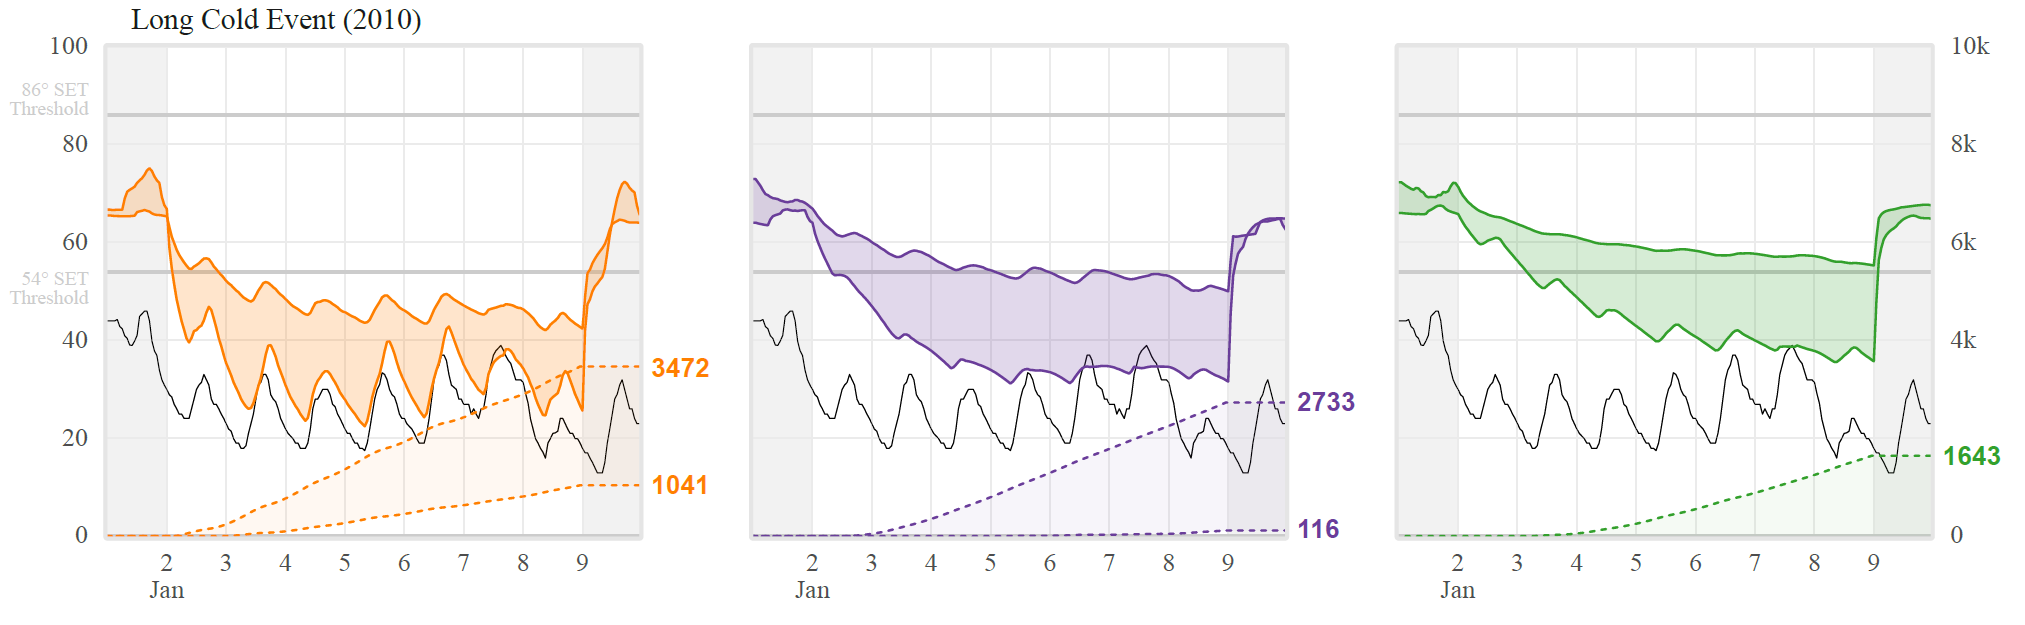 Long Cold Event (2010)
100
10k
86° SET
Threshold
80
8k
60
6k
54° SET
Threshold
40
4k
3472
2733
20
1643
1041
116
0
0
2 3 4 5 6 7 8 9
Jan
2 3 4 5 6 7 8 9
Jan
2 3 4 5 6 7 8 9
Jan